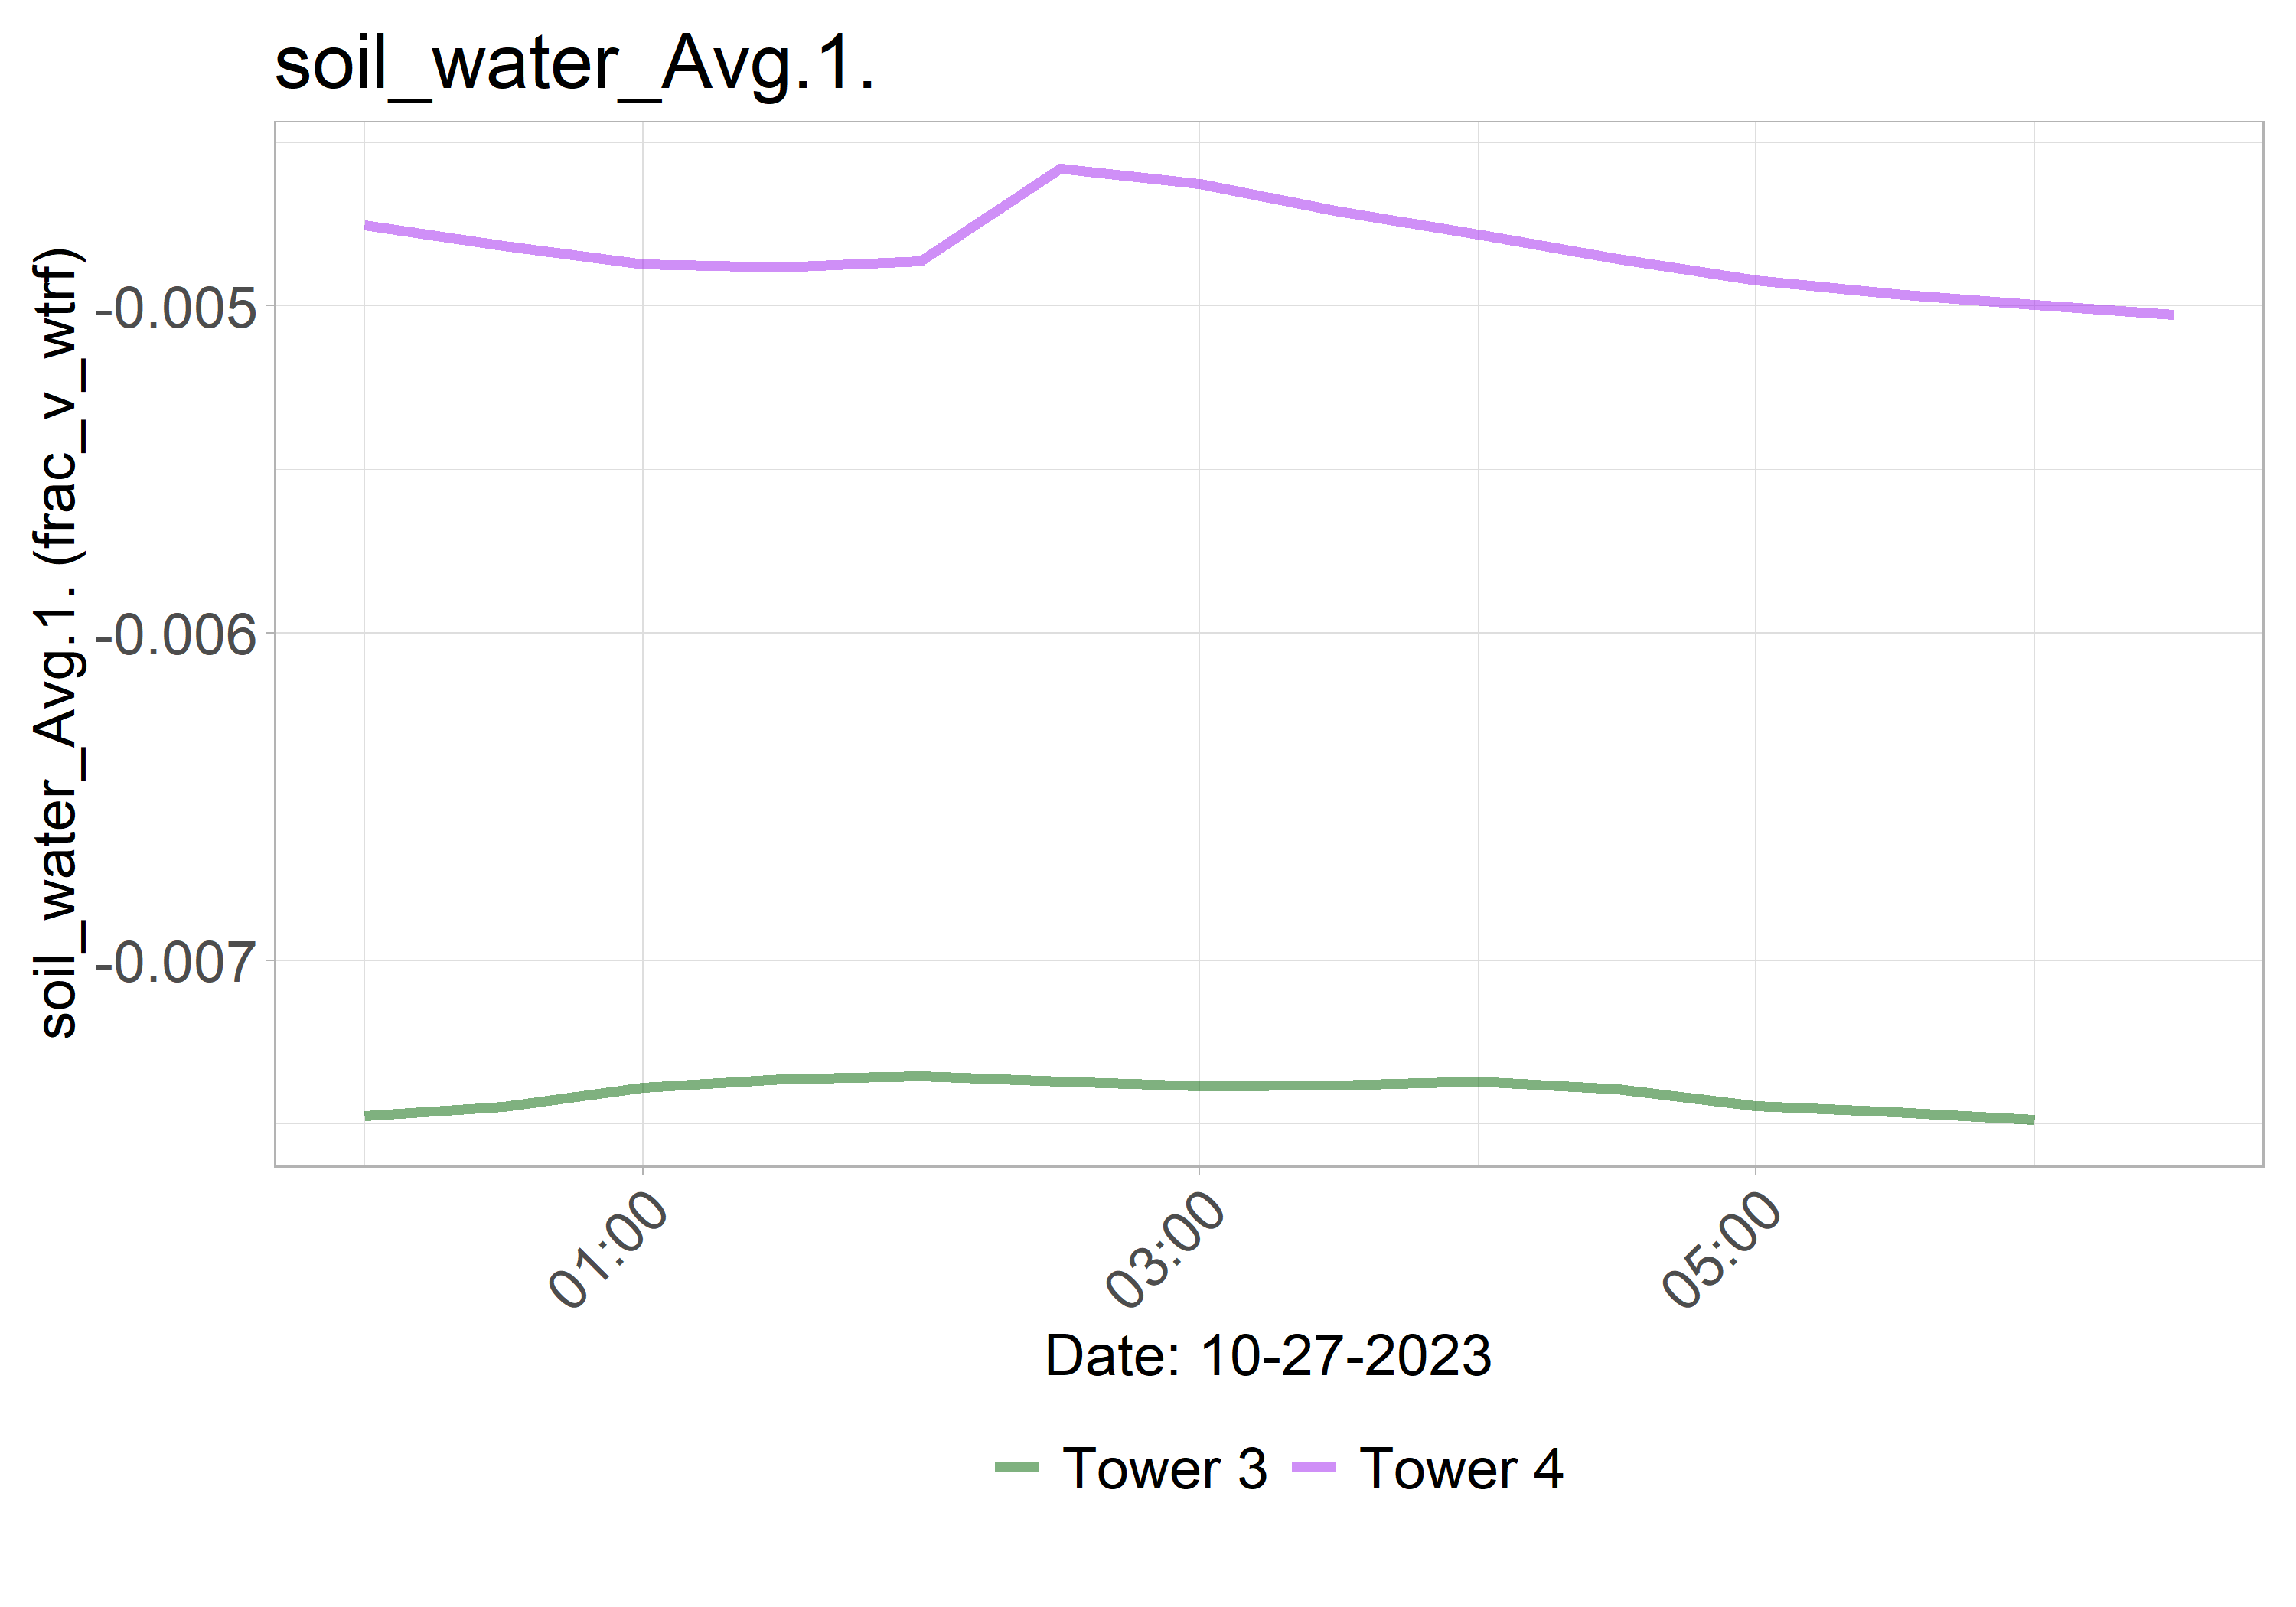 soil_water_Avg.1.
soil_water_Avg.1. (frac_v_wtrf)
-0.005
-0.006
-0.007
01:00
03:00
05:00
Date: 10-27-2023
Tower 3
Tower 4